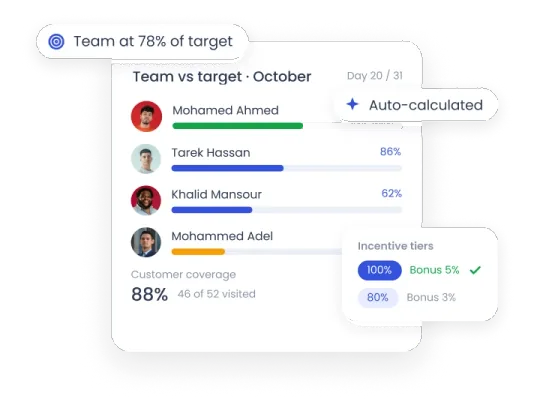 Team at 78% of target
Team vs target · October
Day 20 / 31
Auto-calculated
Mohamed Ahmed
Tarek Hassan
86%
Khalid Mansour
62%
Mohammed Adel
Incentive tiers
100% Bonus 5%
80% Bonus 3%
Customer coverage
88% 46 of 52 visited